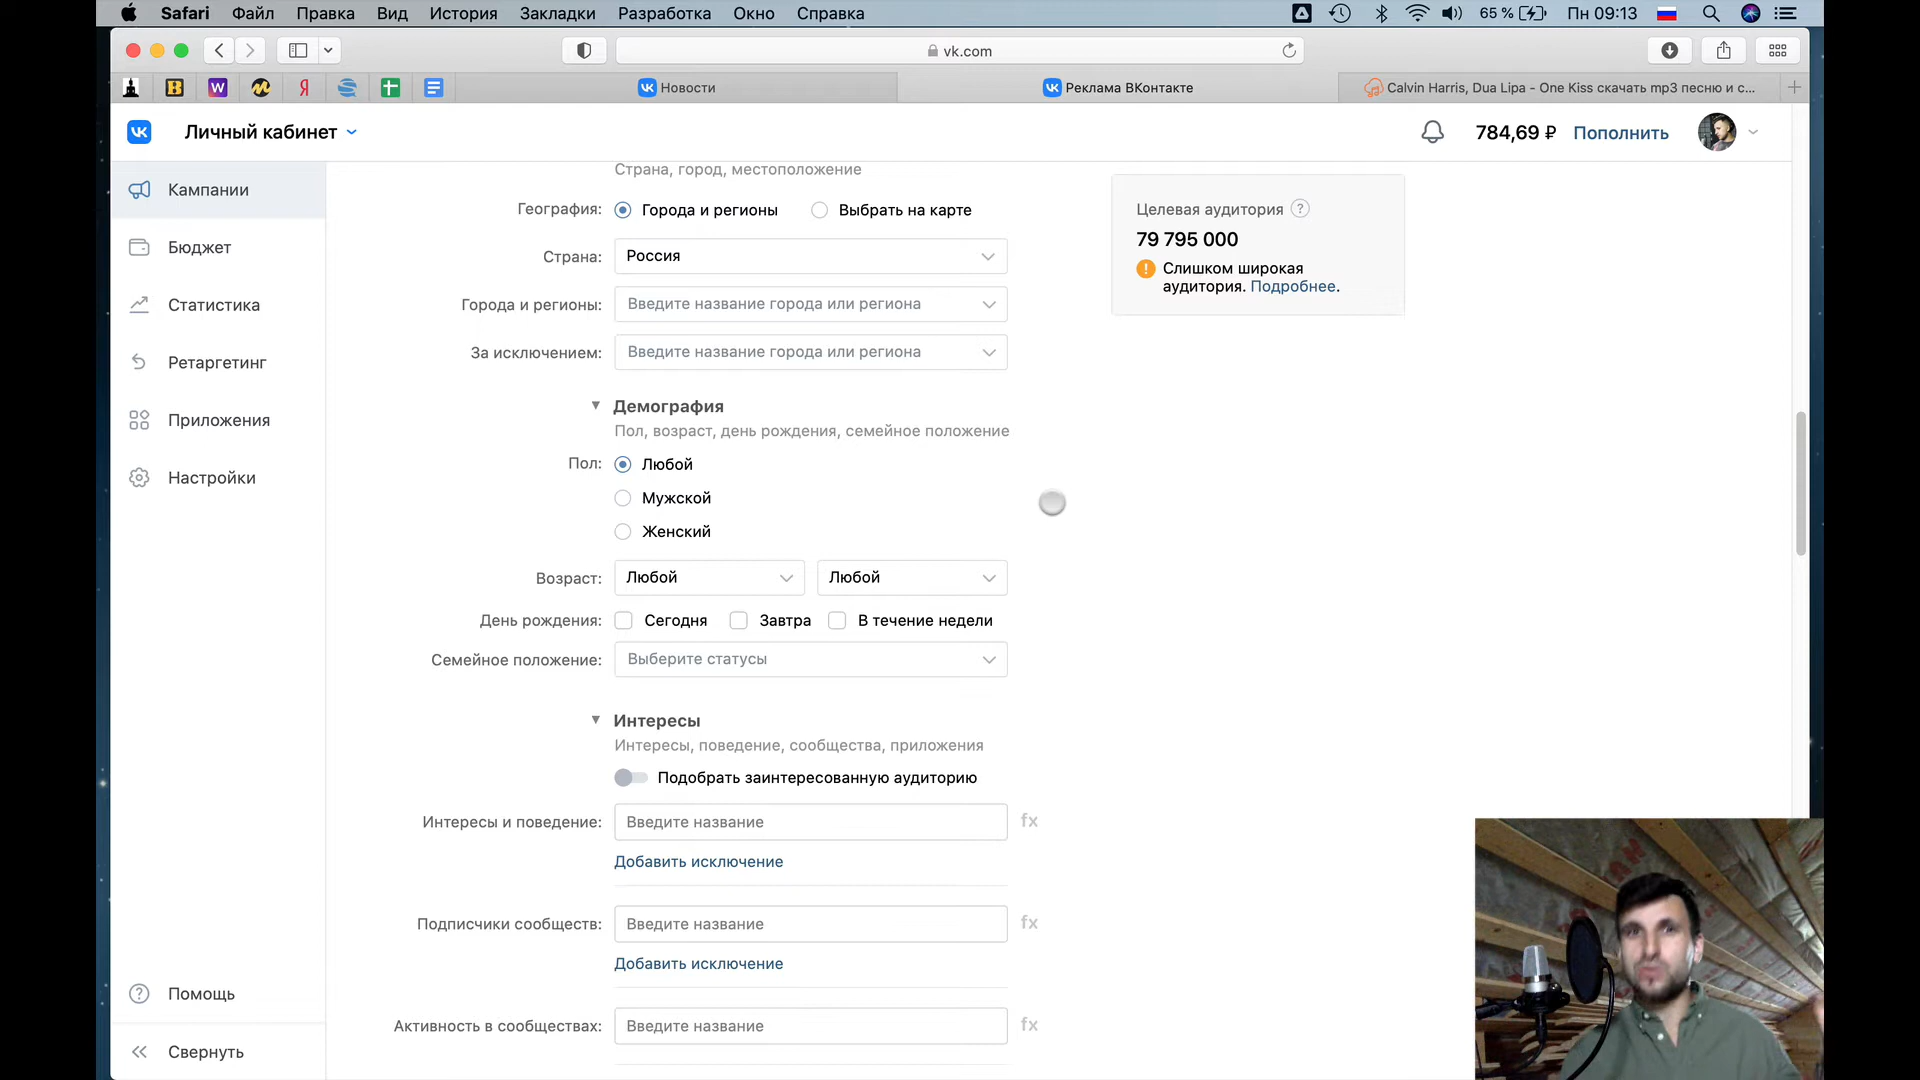 Safari Файл Правка Вид История Закладки Разработка Окно Справка 65 % Пн 09:13
vk.com
Новости
Реклама ВКонтакте
Calvin Harris, Dua Lipa - One Kiss скачать mp3 песню и с...
Личный кабинет
784,69 ₽ Пополнить
Кампании
Бюджет
Статистика
Ретаргетинг
Приложения
Настройки
Помощь
Свернуть
Страна, город, местоположение
География: Города и регионы Выбрать на карте
Страна: Россия
Города и регионы: Введите название города или региона
За исключением: Введите название города или региона
Демография
Пол, возраст, день рождения, семейное положение
Пол: Любой
Мужской
Женский
Возраст: Любой Любой
День рождения: Сегодня Завтра В течение недели
Семейное положение: Выберите статусы
Интересы
Интересы, поведение, сообщества, приложения
Подобрать заинтересованную аудиторию
Интересы и поведение: Введите название fx
Добавить исключение
Подписчики сообществ: Введите название fx
Добавить исключение
Активность в сообществах: Введите название fx
Целевая аудитория ?
79 795 000
Слишком широкая
аудитория. Подробнее.